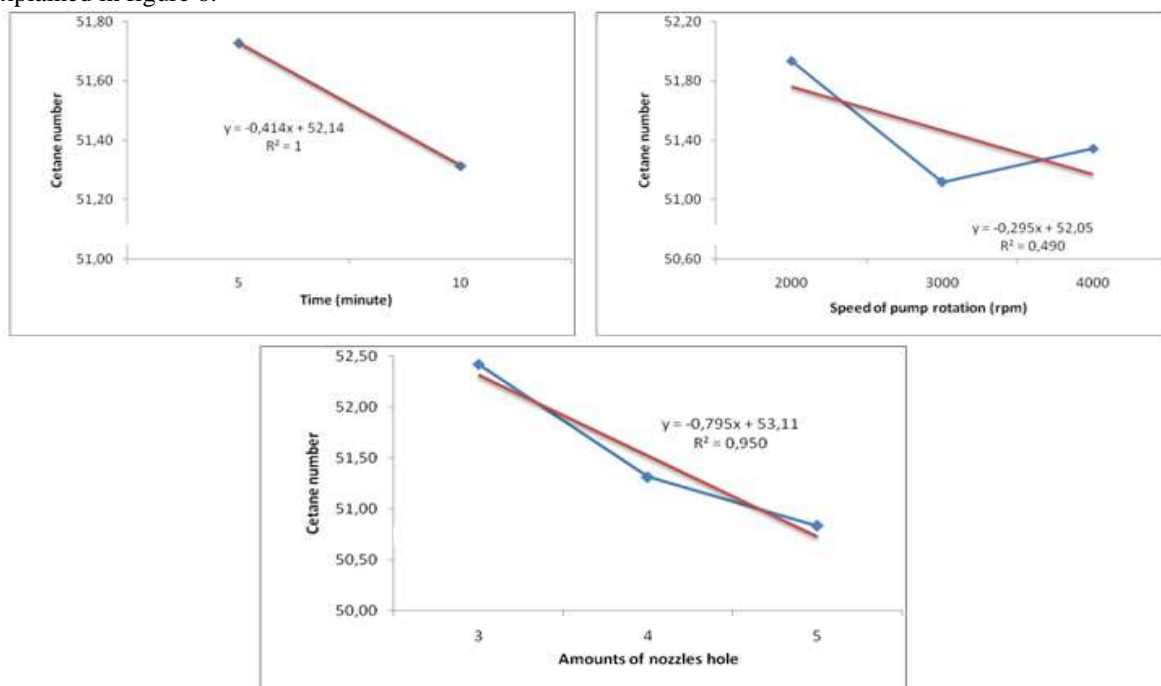 in figure 6.
51,80
51,60
51,40
51,20
51,00
Cetane number
y = -0,414x + 52,14
R² = 1
5 10
Time (minute)
52,20
51,80
51,40
51,00
50,60
Cetane number
y = -0,295x + 52,05
R² = 0,490
2000 3000 4000
Speed of pump rotation (rpm)
52,50
52,00
51,50
51,00
50,50
50,00
Cetane number
y = -0,795x + 53,11
R² = 0,950
3 4 5
Amounts of nozzles hole